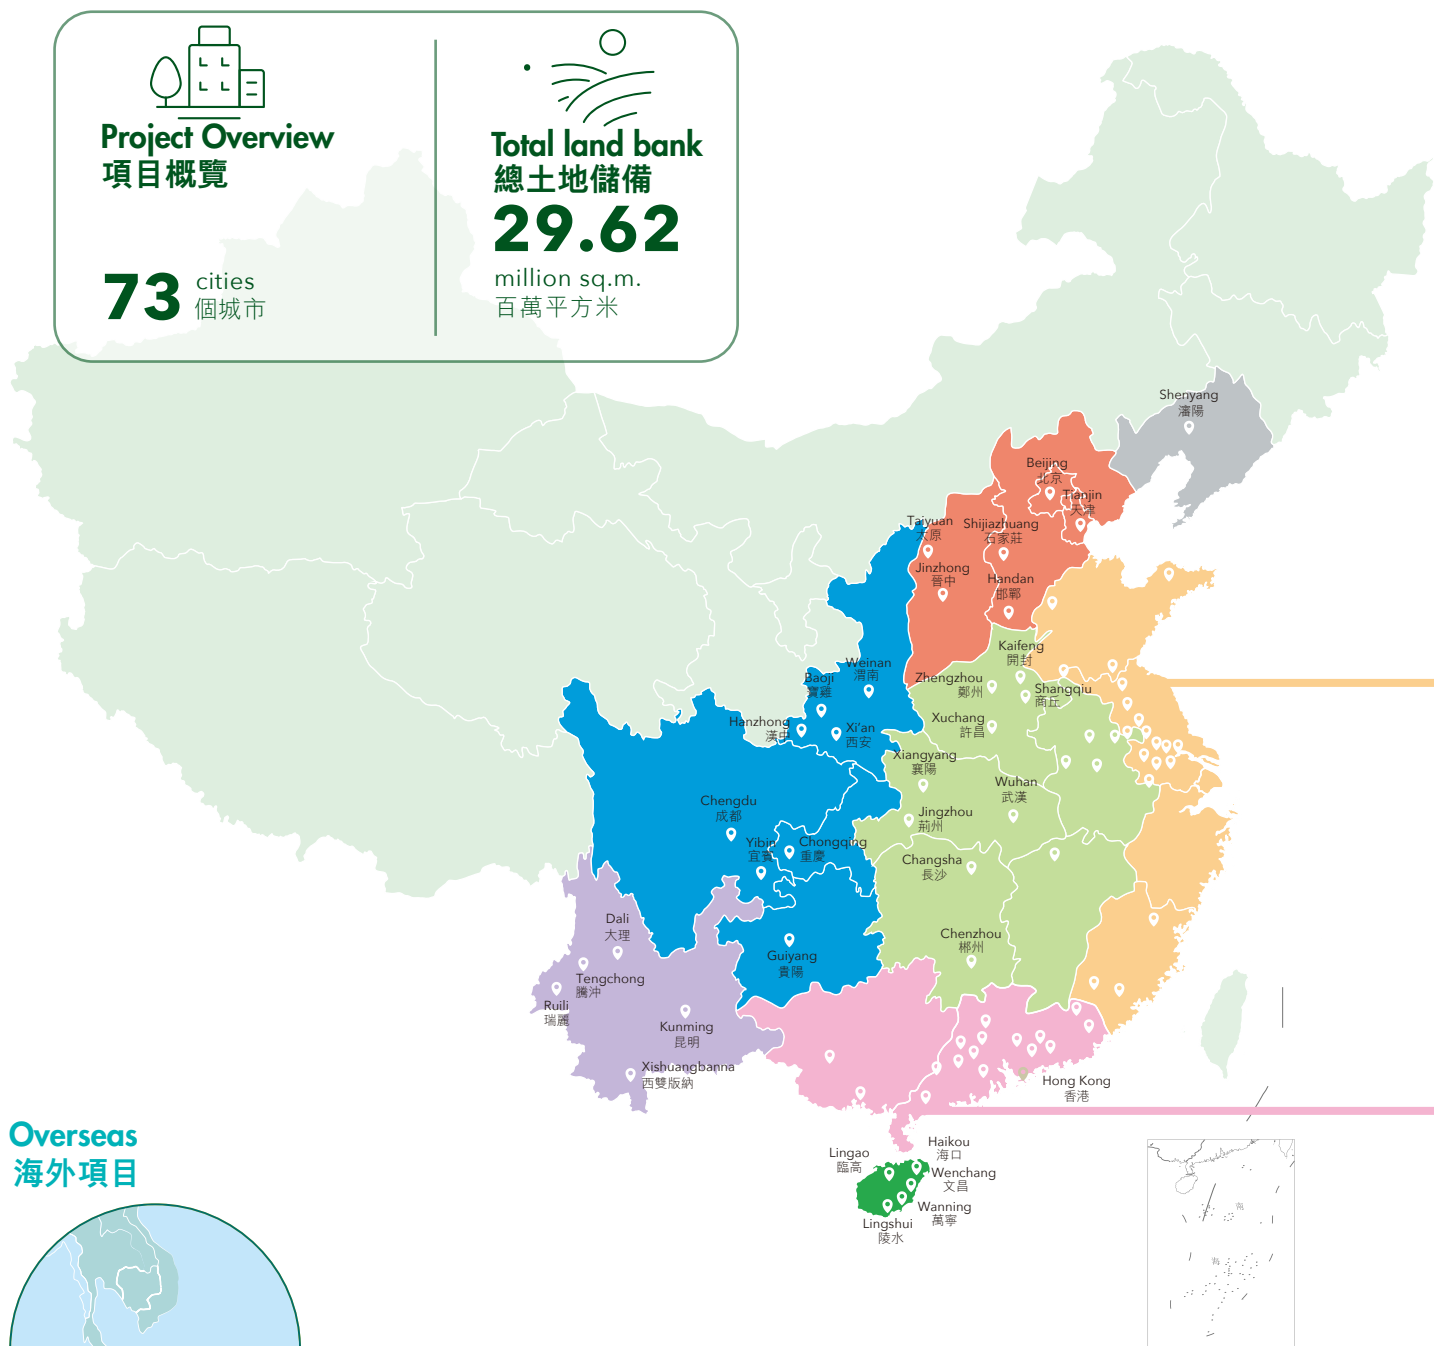 Project Overview
項目概覽
73 cities
個城市
Total land bank
總土地儲備
29.62
million sq.m.
百萬平方米
Shenyang
瀋陽
Beijing
北京
Tianjin
天津
Taiyuan
太原
Shijiazhuang
石家莊
Jinzhong
晉中
Handan
邯鄲
Kaifeng
開封
Weinan
渭南
Baoji
寶雞
Zhengzhou
鄭州
Shangqiu
商丘
Hanzhong
漢中
Xi'an
西安
Xuchang
許昌
Xiangyang
襄陽
Wuhan
武漢
Chengdu
成都
Jingzhou
荊州
Yibin
宜賓
Chongqing
重慶
Changsha
長沙
Dali
大理
Chenzhou
郴州
Guiyang
貴陽
Tengchong
騰沖
Ruili
瑞麗
Kunming
昆明
Xishuangbanna
西雙版納
Hong Kong
香港
Overseas
海外項目
Haikou
海口
Lingao
臨高
Wenchang
文昌
Wanning
萬寧
Lingshui
陵水
南
海